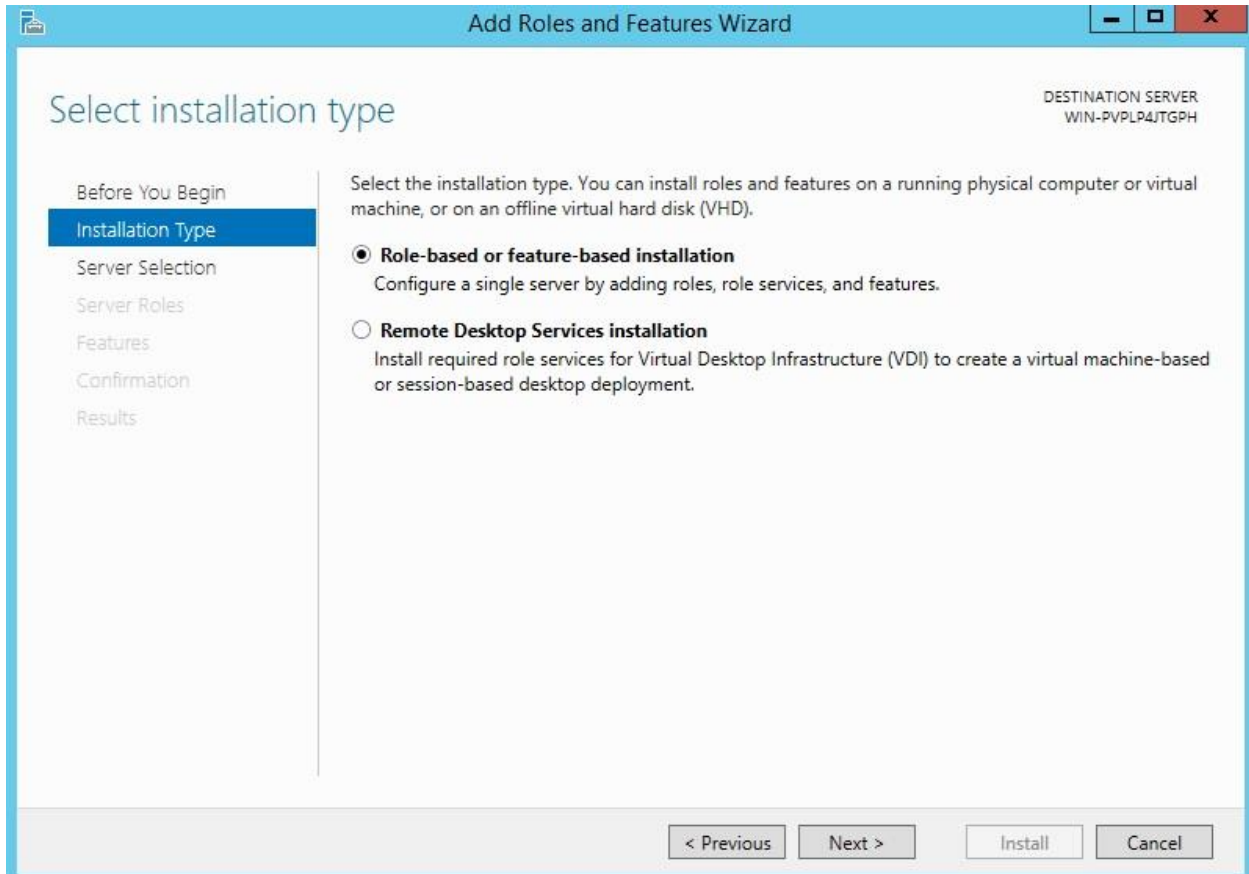 Add Roles and Features Wizard
Select installation type
DESTINATION SERVER
WIN-PVPLP4JTGPH
Before You Begin
Installation Type
Server Selection
Server Roles
Features
Confirmation
Results
Select the installation type. You can install roles and features on a running physical computer or virtual
machine, or on an offline virtual hard disk (VHD).
Role-based or feature-based installation
Configure a single server by adding roles, role services, and features.
Remote Desktop Services installation
Install required role services for Virtual Desktop Infrastructure (VDI) to create a virtual machine-based
or session-based desktop deployment.
< Previous
Next >
Install
Cancel